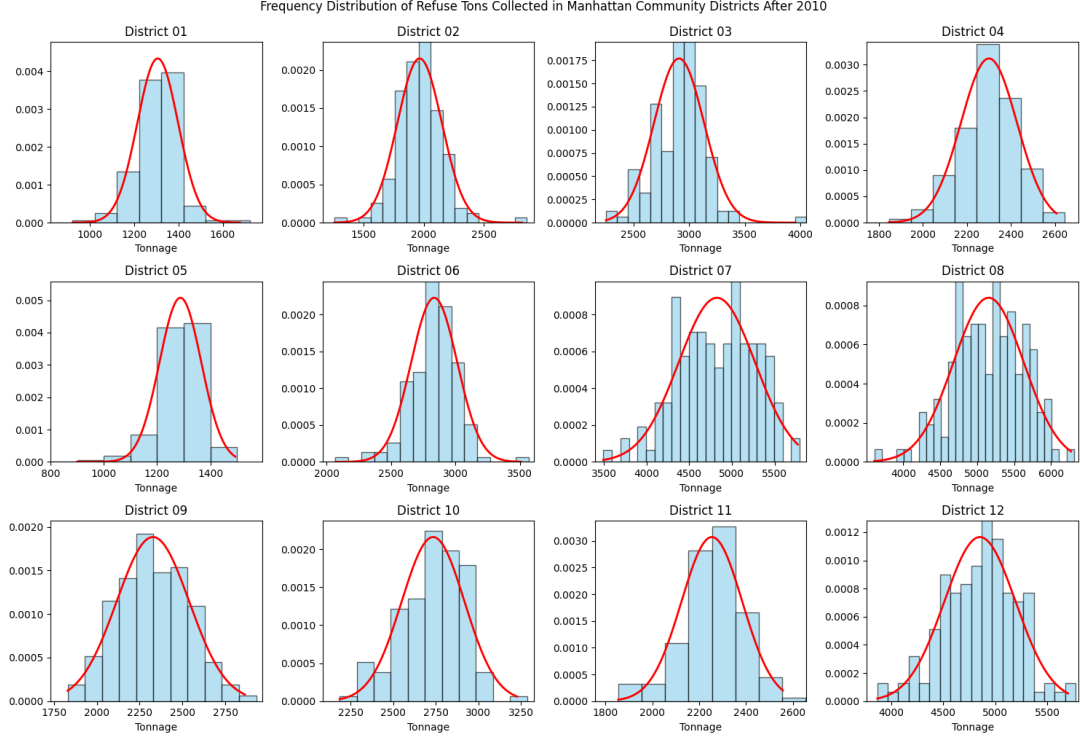 Frequency Distribution of Refuse Tons Collected in Manhattan Community Districts After 2010
District 01
0.004
0.003
0.002
0.001
0.000
1000 1200 1400 1600
Tonnage
District 02
0.0020
0.0015
0.0010
0.0005
0.0000
1500 2000 2500
Tonnage
District 03
0.00175
0.00150
0.00125
0.00100
0.00075
0.00050
0.00025
0.00000
2500 3000 3500 4000
Tonnage
District 04
0.0030
0.0025
0.0020
0.0015
0.0010
0.0005
0.0000
1800 2000 2200 2400 2600
Tonnage
District 05
0.005
0.004
0.003
0.002
0.001
0.000
800 1000 1200 1400
Tonnage
District 06
0.0020
0.0015
0.0010
0.0005
0.0000
2000 2500 3000 3500
Tonnage
District 07
0.0008
0.0006
0.0004
0.0002
0.0000
3500 4000 4500 5000 5500
Tonnage
District 08
0.0008
0.0006
0.0004
0.0002
0.0000
4000 4500 5000 5500 6000
Tonnage
District 09
0.0020
0.0015
0.0010
0.0005
0.0000
1750 2000 2250 2500 2750
Tonnage
District 10
0.0020
0.0015
0.0010
0.0005
0.0000
2250 2500 2750 3000 3250
Tonnage
District 11
0.0030
0.0025
0.0020
0.0015
0.0010
0.0005
0.0000
1800 2000 2200 2400 2600
Tonnage
District 12
0.0012
0.0010
0.0008
0.0006
0.0004
0.0002
0.0000
4000 4500 5000 5500
Tonnage